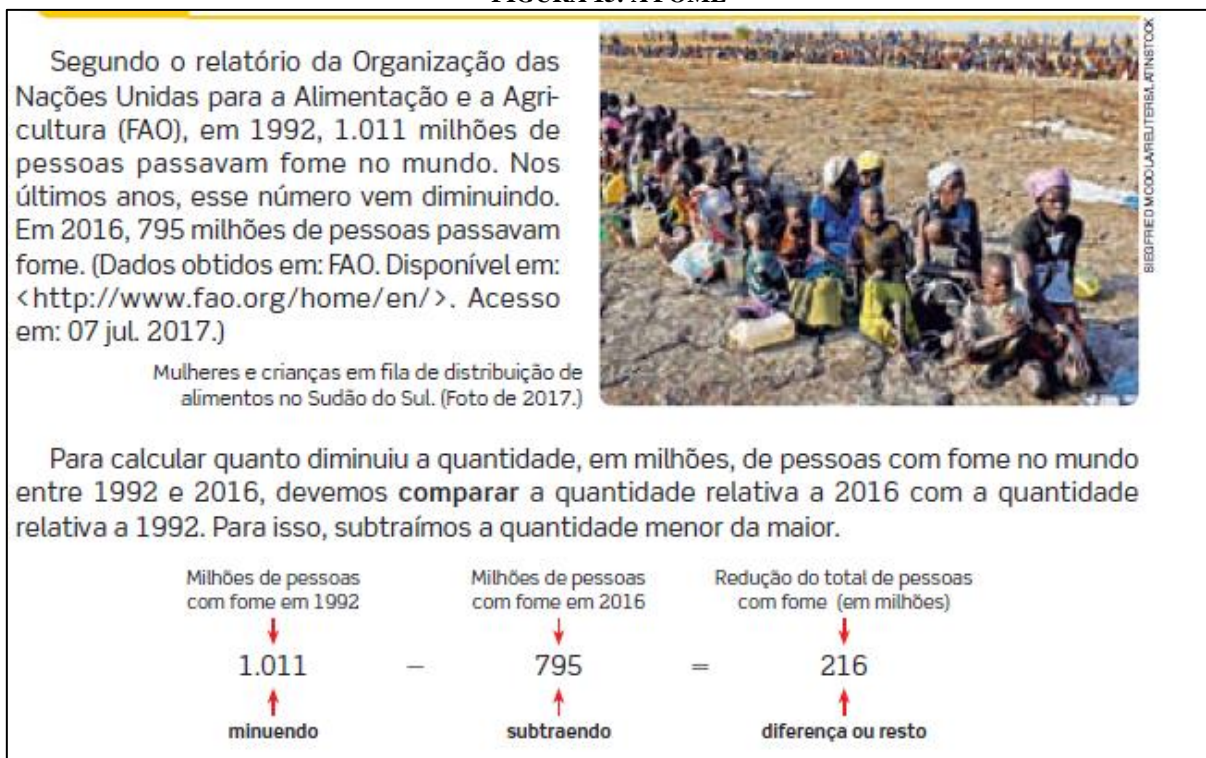 Segundo o relatório da Organização das
Nações Unidas para a Alimentação e a Agri-
cultura (FAO), em 1992, 1.011 milhões de
pessoas passavam fome no mundo. Nos
últimos anos, esse número vem diminuindo.
Em 2016, 795 milhões de pessoas passavam
fome. (Dados obtidos em: FAO. Disponível em:
<http://www.fao.org/home/en/>. Acesso
em: 07 jul. 2017.)
Mulheres e crianças em fila de distribuição de
alimentos no Sudão do Sul. (Foto de 2017.)
Para calcular quanto diminuiu a quantidade, em milhões, de pessoas com fome no mundo
entre 1992 e 2016, devemos comparar a quantidade relativa a 2016 com a quantidade
relativa a 1992. Para isso, subtraímos a quantidade menor da maior.
Milhões de pessoas Milhões de pessoas Redução do total de pessoas
com fome em 1992 com fome em 2016 com fome (em milhões)
1.011 – 795 = 216
minuendo subtraendo diferença ou resto